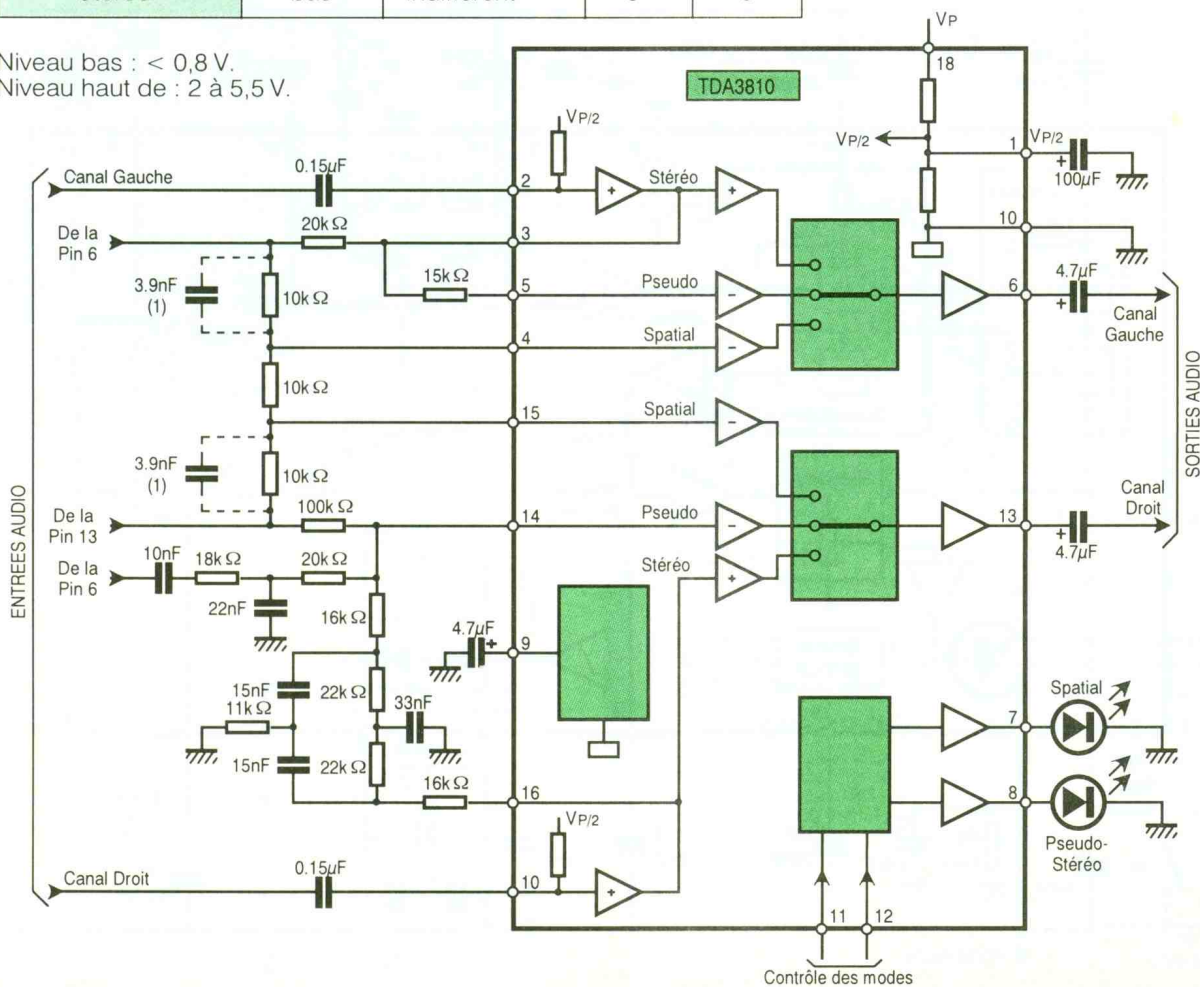 bas
indifférent
Niveau bas : < 0,8 V.
Niveau haut de : 2 à 5,5 V.
VP
18
TDA3810
VP/2
VP/2
1
VP/2
+
100µF
Canal Gauche
0.15µF
2
+
Stéréo
+
De la
Pin 6
20kΩ
3
10
3.9nF
(1)
10kΩ
15kΩ
5
Pseudo
-
6
4.7µF
+
Canal
Gauche
4
Spatial
-
10kΩ
15
Spatial
-
3.9nF
(1)
10kΩ
De la
Pin 13
100kΩ
14
Pseudo
-
13
Canal
Droit
+
4.7µF
De la
Pin 6
10nF
18kΩ
20kΩ
Stéréo
+
22nF
16kΩ
4.7µF
+
9
15nF
22kΩ
33nF
11kΩ
15nF
22kΩ
16kΩ
16
7
Spatial
8
Pseudo-
Stéréo
VP/2
Canal Droit
0.15µF
10
+
11
12
Contrôle des modes
ENTREES AUDIO
SORTIES AUDIO